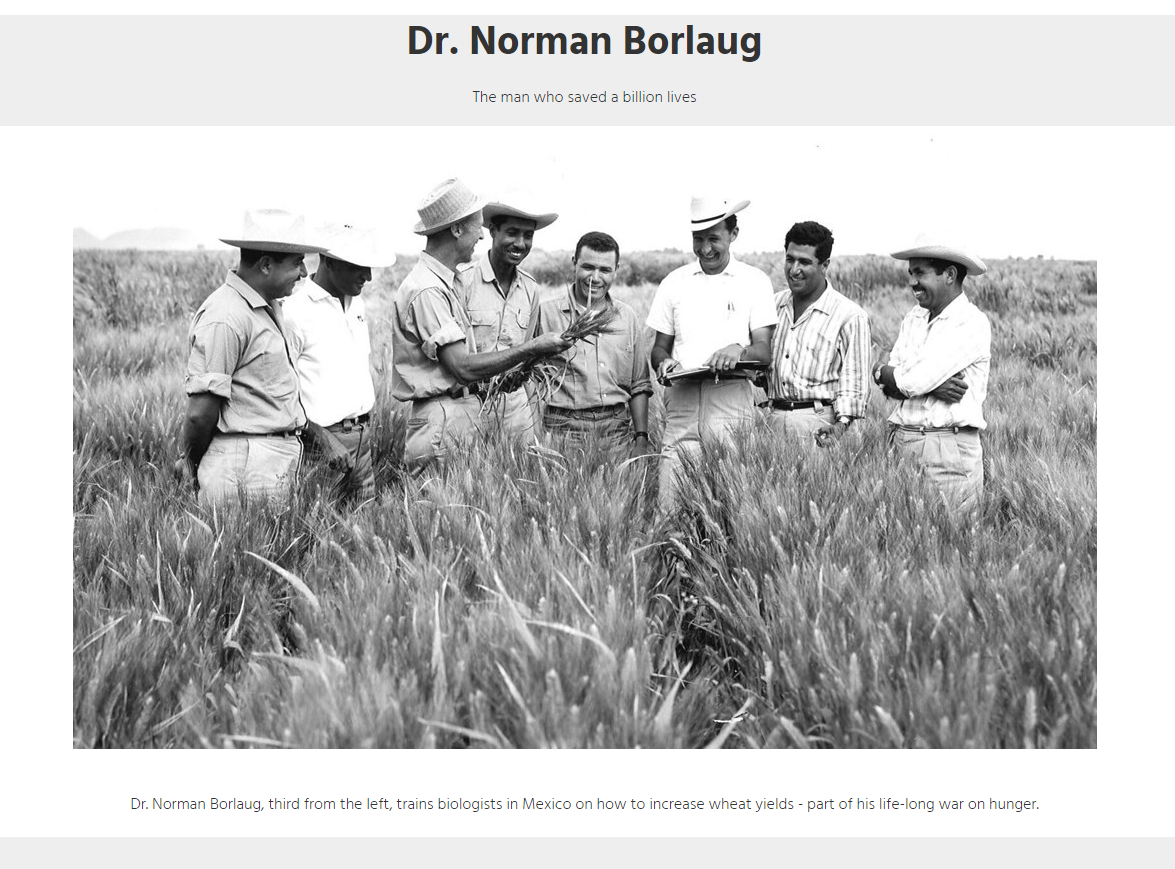 Dr. Norman Borlaug
The man who saved a billion lives
Dr. Norman Borlaug, third from the left, trains biologists in Mexico on how to increase wheat yields - part of his life-long war on hunger.